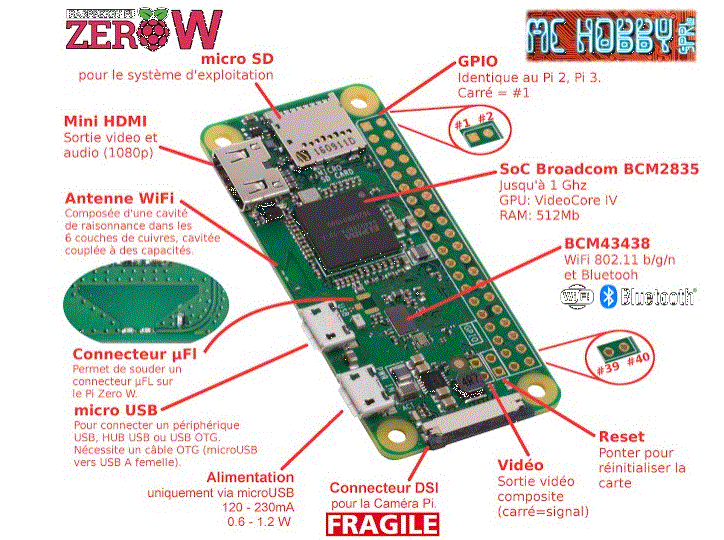 RASPBERRY PI
ZERO W
MC HOBBY SPRL
micro SD
pour le système d'exploitation
GPIO
Identique au Pi 2, Pi 3.
Carré = #1
#1 #2
Mini HDMI
Sortie video et
audio (1080p)
SoC Broadcom BCM2835
Jusqu'à 1 Ghz
GPU: VideoCore IV
RAM: 512Mb
Antenne WiFi
Composée d'une cavité
de raisonnance dans les
6 couches de cuivres, cavitée
couplée à des capacités.
BCM43438
WiFi 802.11 b/g/n
et Bluetooh
WiFi Bluetooth
Connecteur µFl
Permet de souder un
connecteur µFL sur
le Pi Zero W.
#39 #40
micro USB
Pour connecter un périphérique
USB, HUB USB ou USB OTG.
Nécessite un câble OTG (microUSB
vers USB A femelle).
Reset
Ponter pour
réinitialiser la
carte
Vidéo
Sortie vidéo
composite
(carré=signal)
Alimentation
uniquement via microUSB
120 - 230mA
0.6 - 1.2 W
Connecteur DSI
pour la Caméra Pi.
FRAGILE